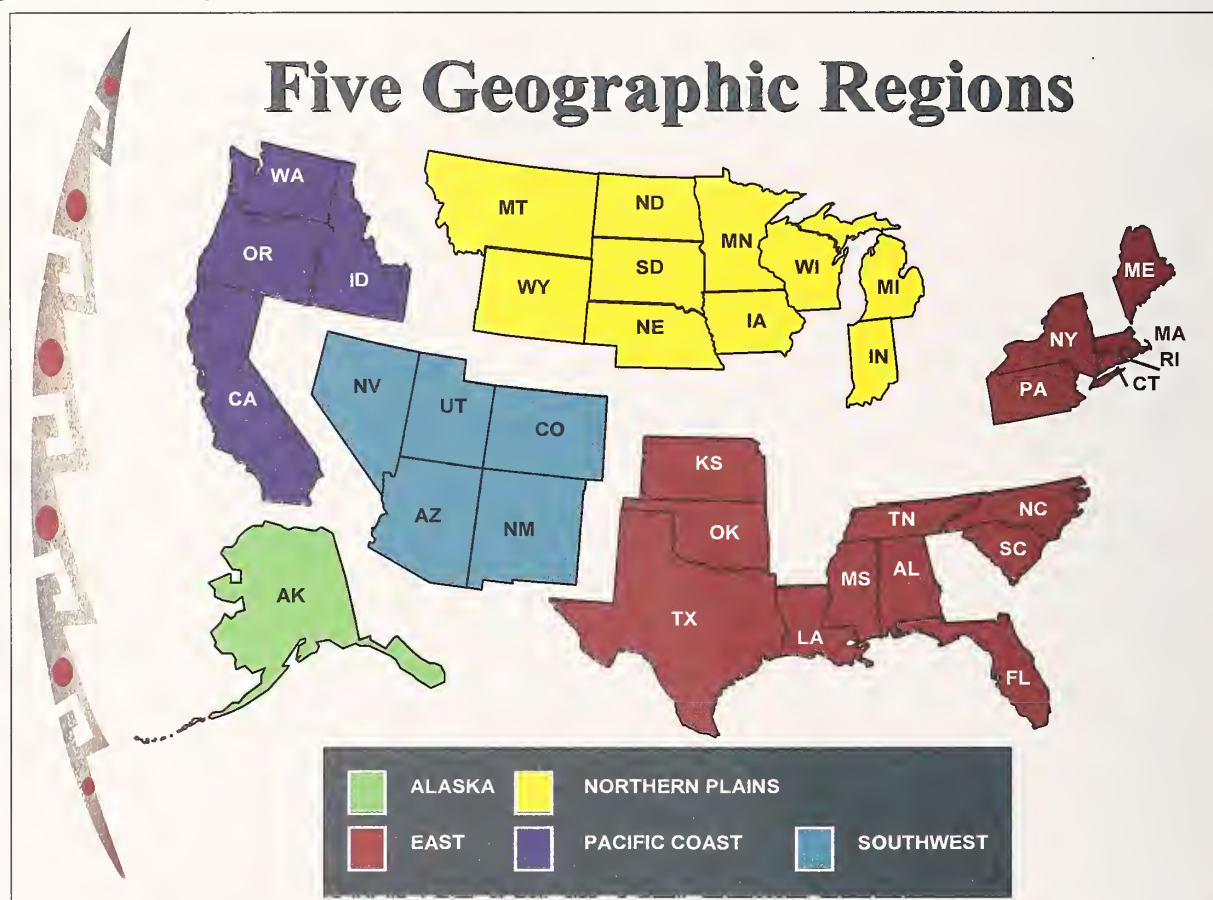 Five Geographic Regions
WA
OR
ID
CA
MT
ND
MN
SD
WY
WI
MI
NE
IA
IN
ME
NY
MA
RI
CT
PA
NV
UT
CO
AZ
NM
KS
OK
TX
LA
TN
NC
SC
MS
AL
FL
AK
ALASKA
NORTHERN PLAINS
EAST
PACIFIC COAST
SOUTHWEST